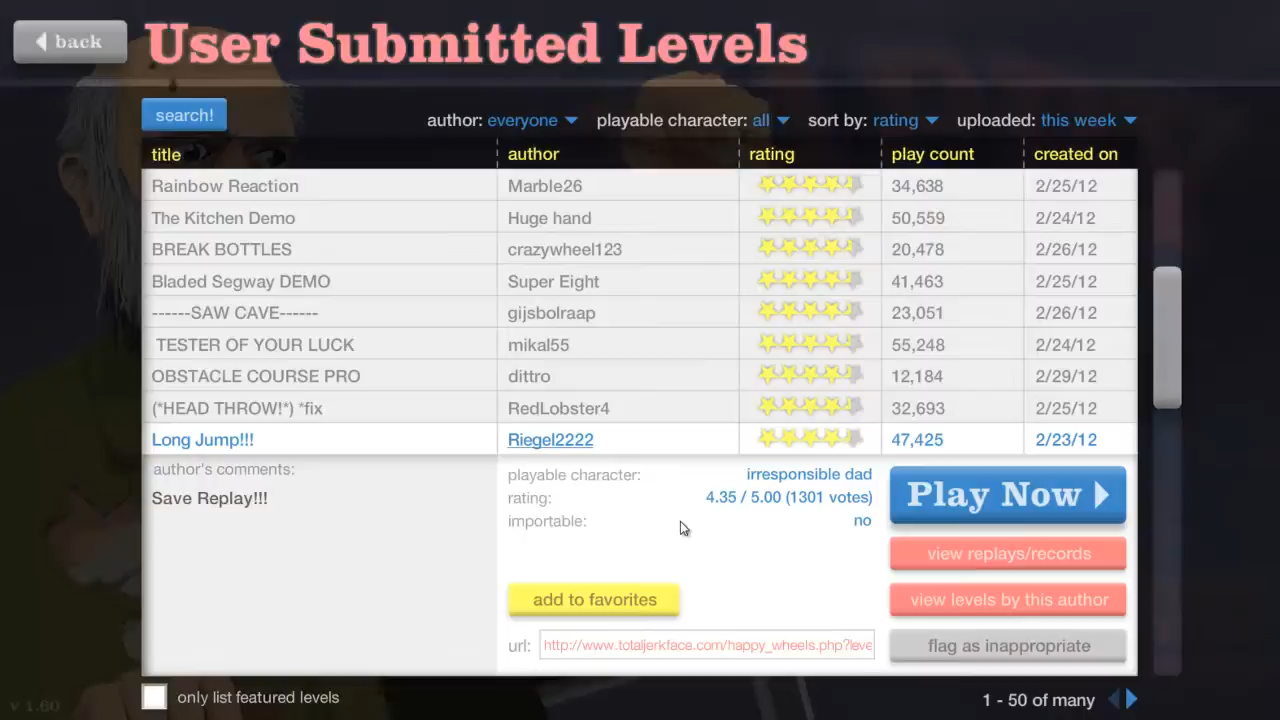 back
User Submitted Levels
search!
author: everyone playable character: all sort by: rating uploaded: this week
title author rating play count created on
Rainbow Reaction Marble26 34,638 2/25/12
The Kitchen Demo Huge hand 50,559 2/24/12
BREAK BOTTLES crazywheel123 20,478 2/26/12
Bladed Segway DEMO Super Eight 41,463 2/25/12
------SAW CAVE------ gijsbolraap 23,051 2/26/12
TESTER OF YOUR LUCK mikal55 55,248 2/24/12
OBSTACLE COURSE PRO dittro 12,184 2/29/12
(*HEAD THROW!*) *fix RedLobster4 32,693 2/25/12
Long Jump!!! Riegel2222 47,425 2/23/12
author's comments:
Save Replay!!!
playable character: irresponsible dad
rating: 4.35 / 5.00 (1301 votes)
importable: no
Play Now
view replays/records
add to favorites
view levels by this author
url: http://www.totaljerkface.com/happy_wheels.php?leve
flag as inappropriate
only list featured levels
1 - 50 of many
v 1.60